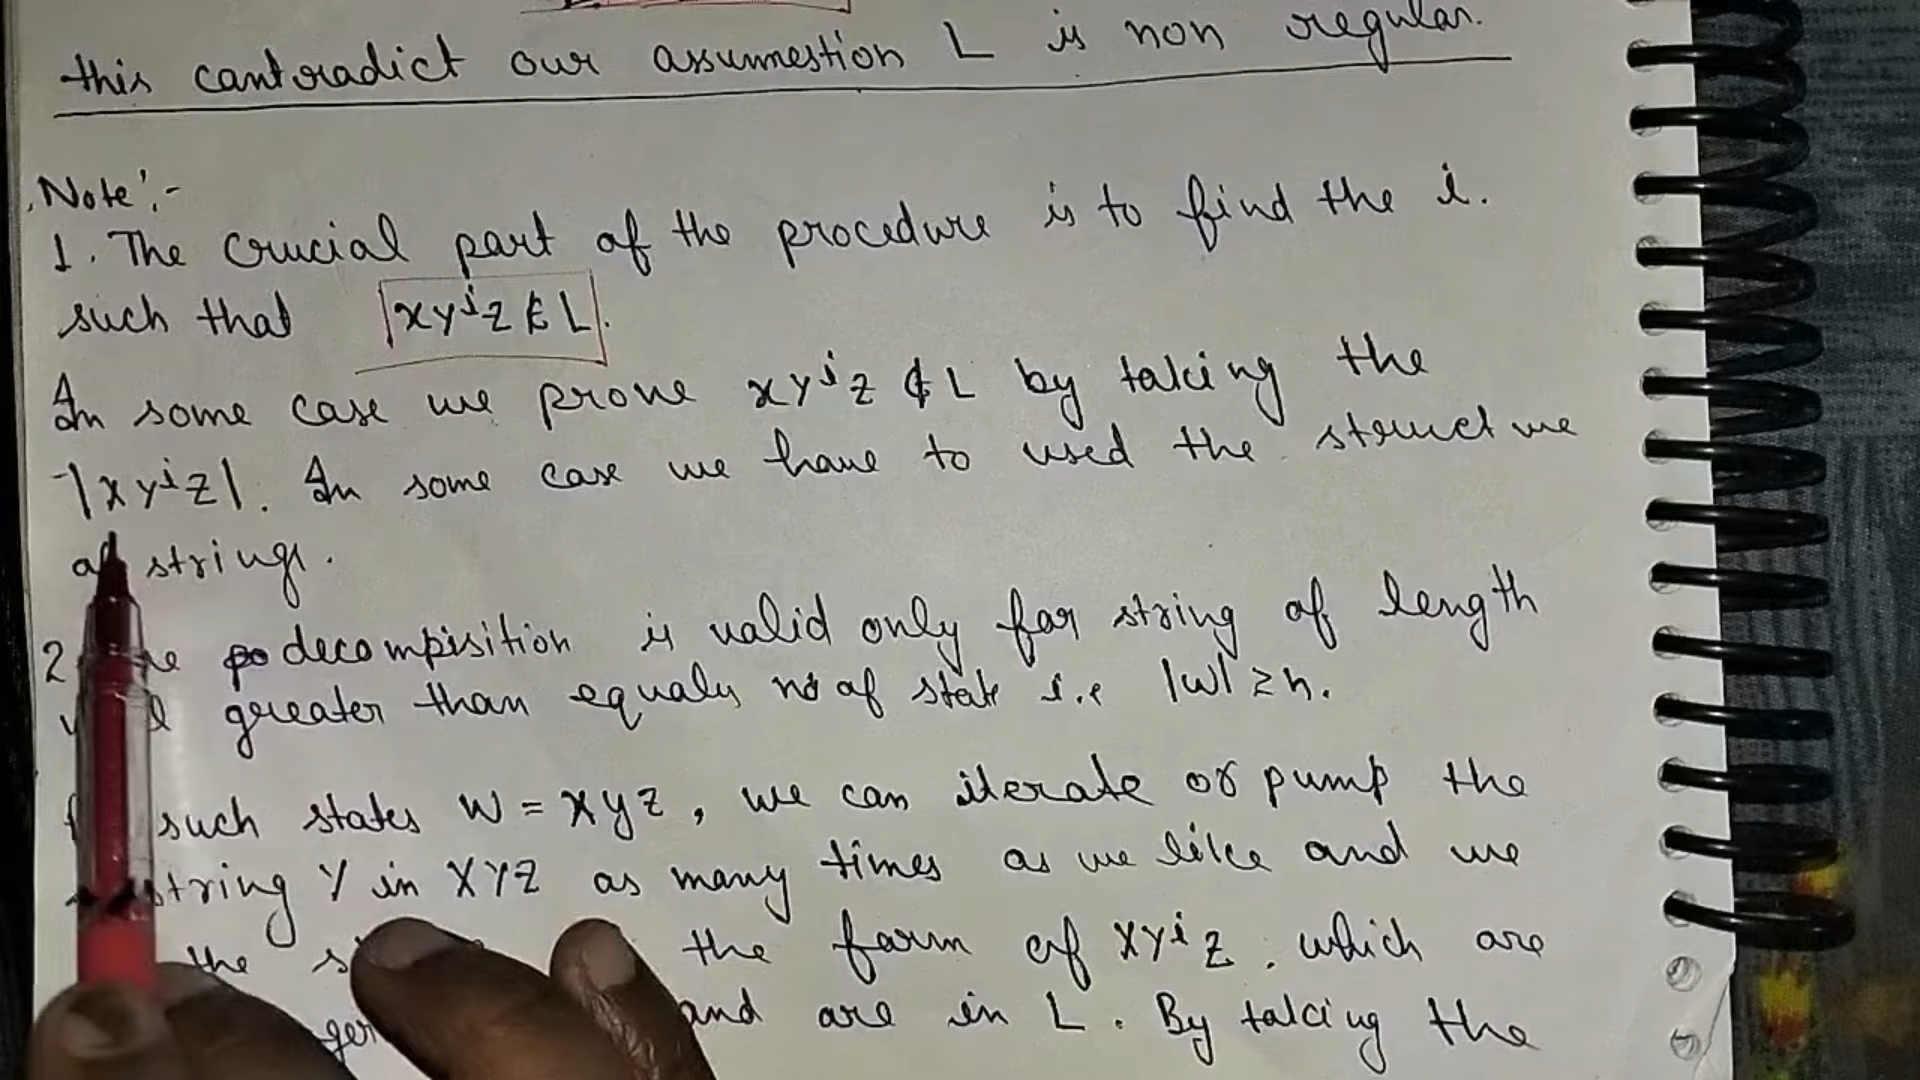 this cantradict our assumestion L is non regular.
Note:-
1. The crucial part of the procedure is to find the i.
such that xyⁱz ∉ L.
In some case we prove xyⁱz ∉ L by taking the
|xyⁱz|. In some case we have to used the structure
of strings.
2 decompisition is valid only for string of length
greater than equals no of state i.e |w| ≥ n.
such states w = xyz, we can iterate or pump the
string Y in XYZ as many times as we like and we
the the form of XYⁱZ. which are
and are in L. By taking the